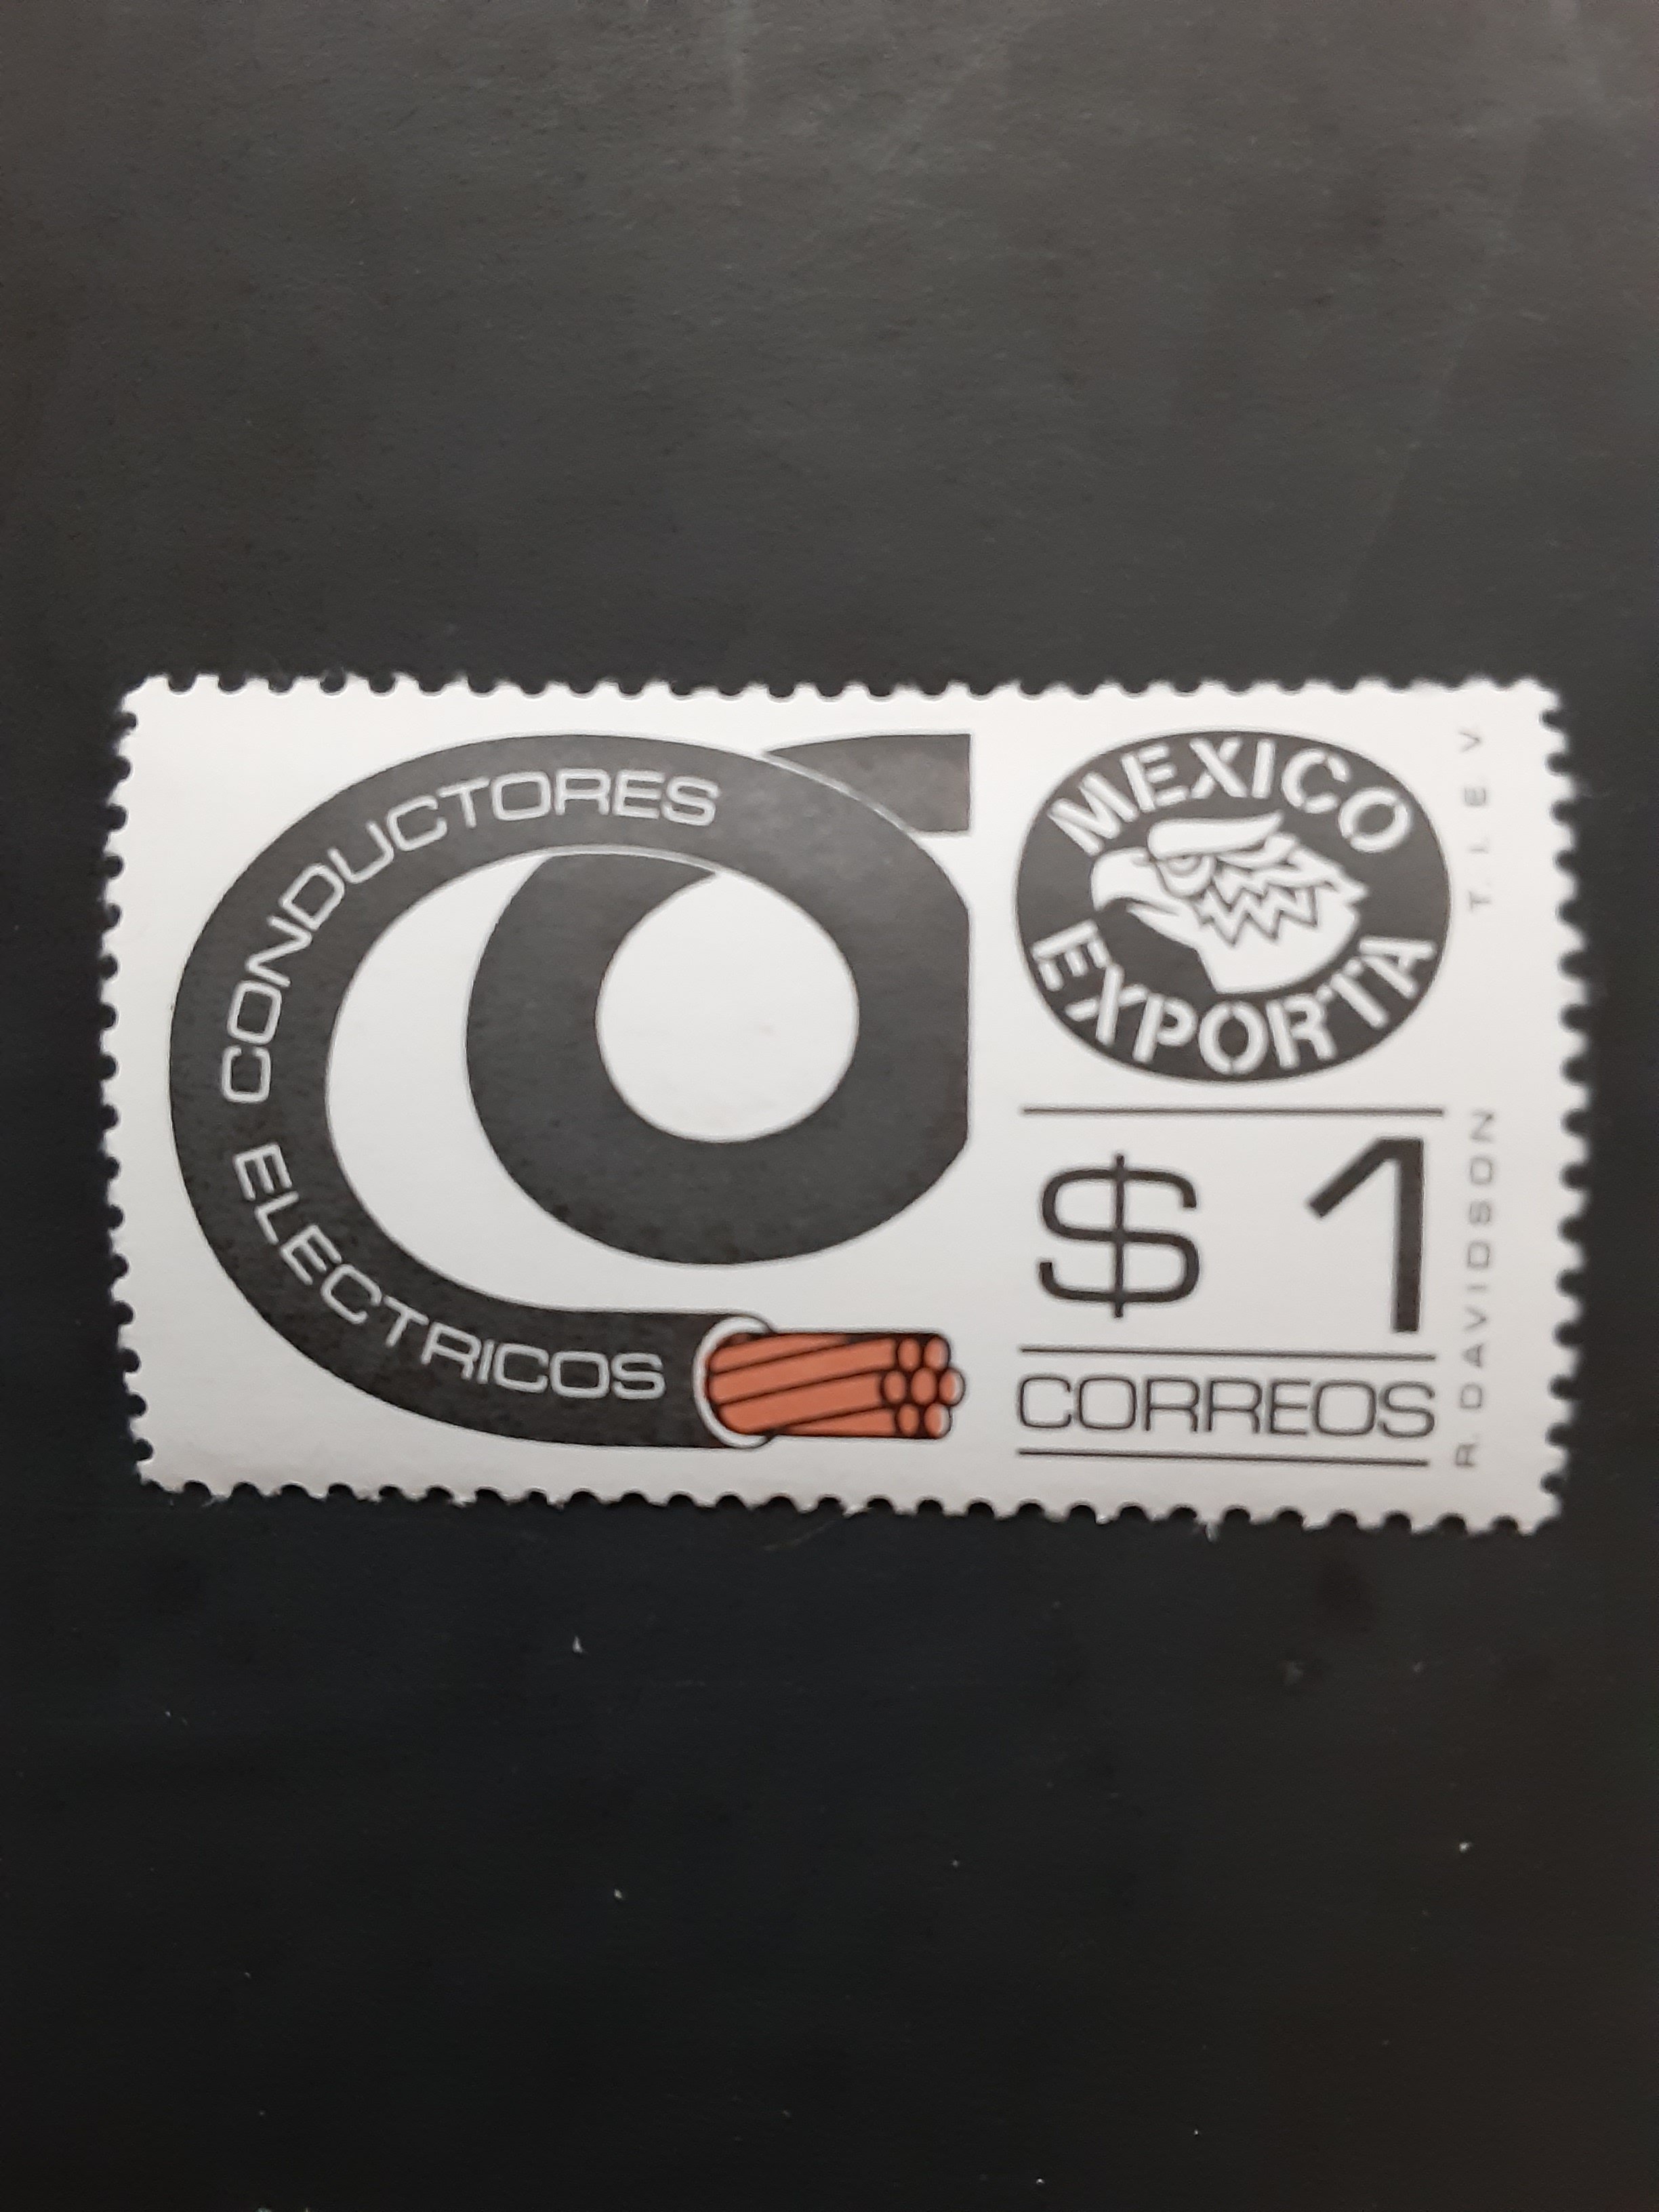 CONDUCTORES
ELECTRICOS
MEXICO
EXPORTA
$1
CORREOS
R. DAVIDSON T. I. E. V.